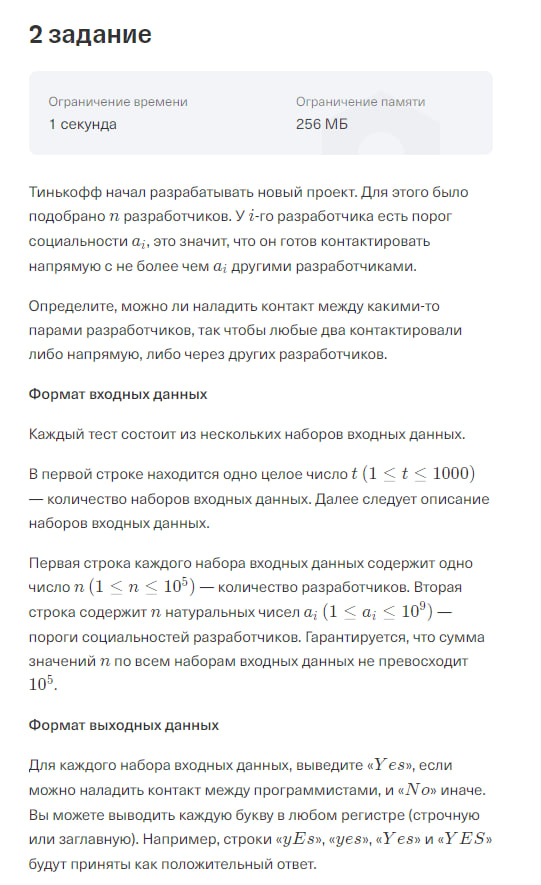 2 задание
Ограничение времени
Ограничение памяти
1 секунда
256 МБ
Тинькофф начал разрабатывать новый проект. Для этого было
подобрано n разработчиков. У i-го разработчика есть порог
социальности a_i, это значит, что он готов контактировать
напрямую с не более чем a_i другими разработчиками.
Определите, можно ли наладить контакт между какими-то
парами разработчиков, так чтобы любые два контактировали
либо напрямую, либо через других разработчиков.
Формат входных данных
Каждый тест состоит из нескольких наборов входных данных.
В первой строке находится одно целое число t (1 ≤ t ≤ 1000)
— количество наборов входных данных. Далее следует описание
наборов входных данных.
Первая строка каждого набора входных данных содержит одно
число n (1 ≤ n ≤ 10^5) — количество разработчиков. Вторая
строка содержит n натуральных чисел a_i (1 ≤ a_i ≤ 10^9) —
пороги социальностей разработчиков. Гарантируется, что сумма
значений n по всем наборам входных данных не превосходит
10^5.
Формат выходных данных
Для каждого набора входных данных, выведите «Yes», если
можно наладить контакт между программистами, и «No» иначе.
Вы можете выводить каждую букву в любом регистре (строчную
или заглавную). Например, строки «yEs», «yes», «Yes» и «YES»
будут приняты как положительный ответ.